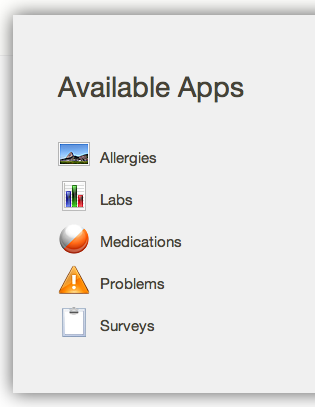 Available Apps
Allergies
Labs
Medications
Problems
Surveys